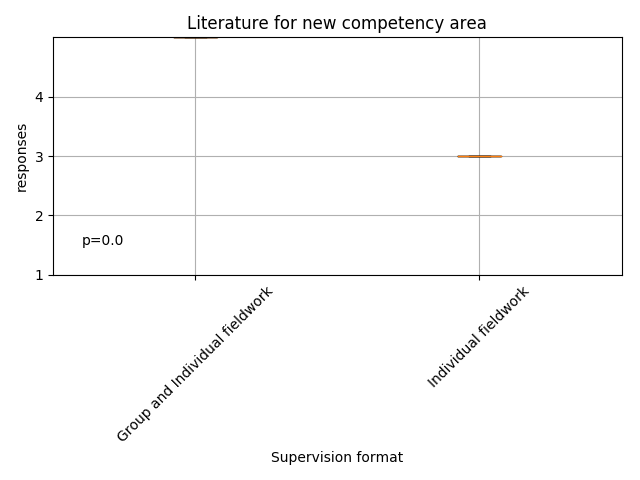 Literature for new competency area
responses
4
3
2
1
p=0.0
Group and Individual fieldwork
Individual fieldwork
Supervision format